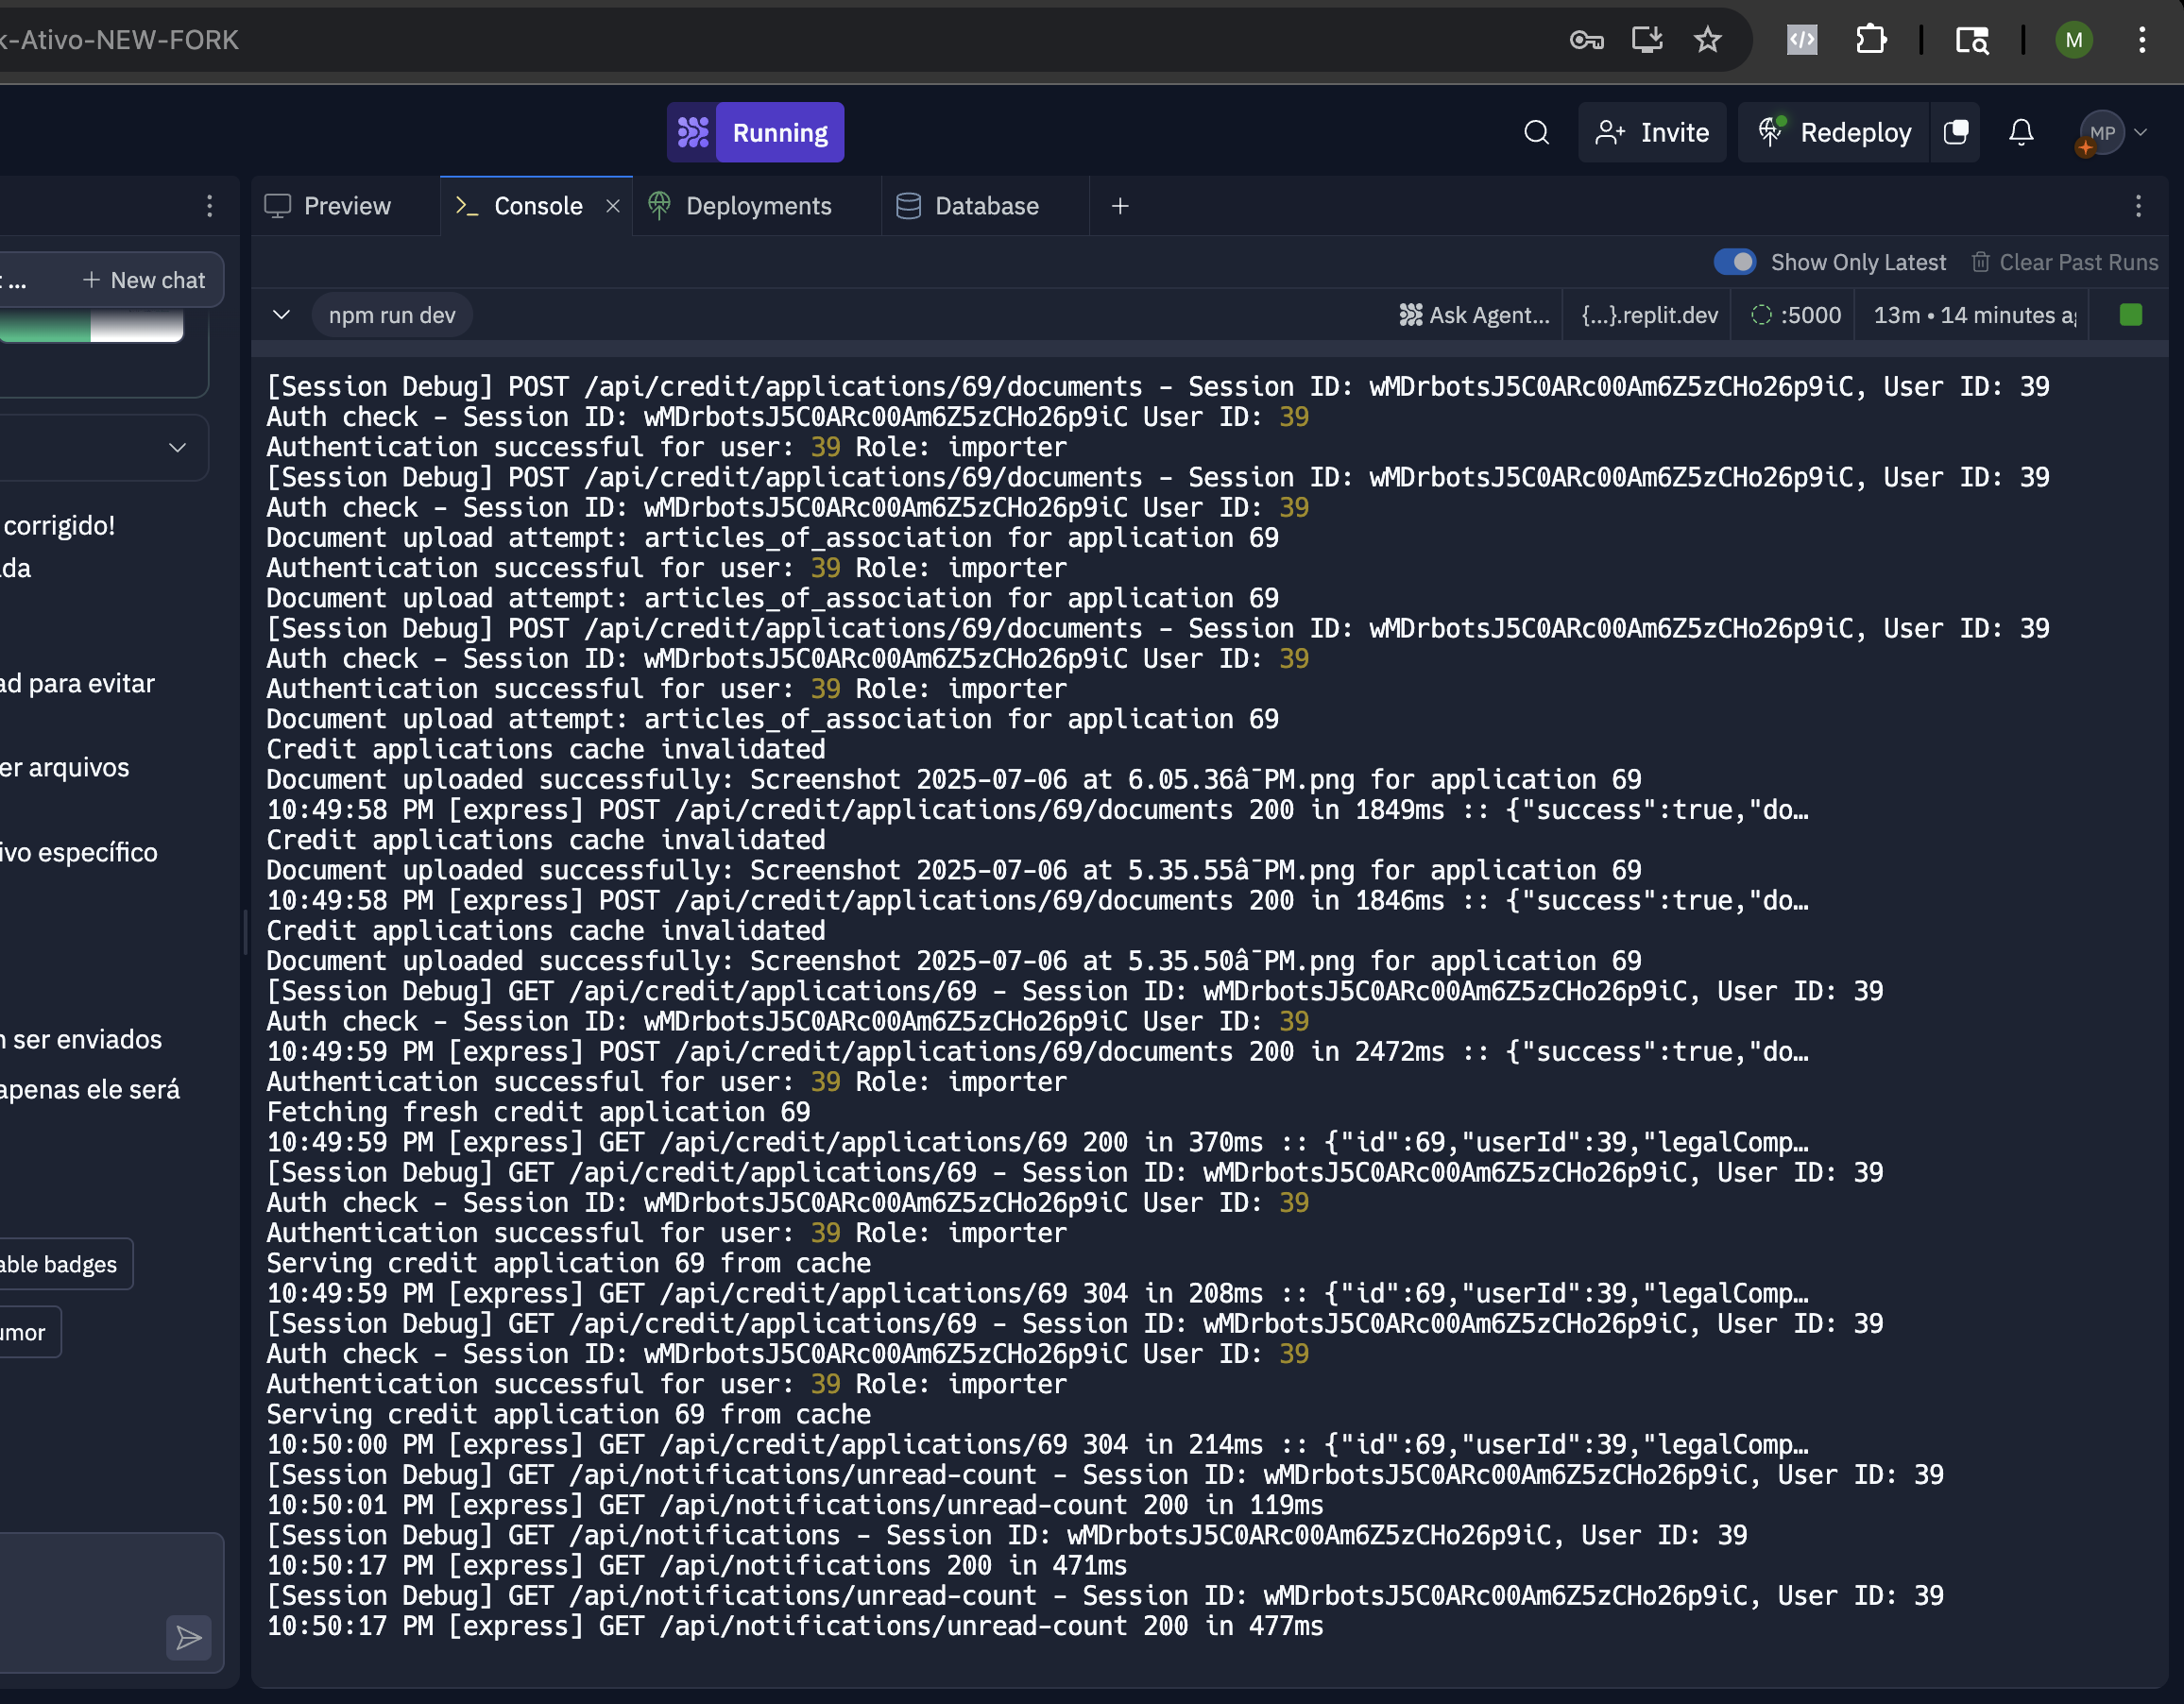 k-Ativo-NEW-FORK
M
Running
Invite
Redeploy
MP
Preview
Console
Deployments
Database
Show Only Latest
Clear Past Runs
New chat
npm run dev
Ask Agent...
{...}.replit.dev
:5000
13m • 14 minutes a
corrigido!
para evitar
arquivos
específico
ser enviados
apenas ele será
badges
[Session Debug] POST /api/credit/applications/69/documents - Session ID: wMDrbotsJ5C0ARc00Am6Z5zCHo26p9iC, User ID: 39
Auth check - Session ID: wMDrbotsJ5C0ARc00Am6Z5zCHo26p9iC User ID: 39
Authentication successful for user: 39 Role: importer
[Session Debug] POST /api/credit/applications/69/documents - Session ID: wMDrbotsJ5C0ARc00Am6Z5zCHo26p9iC, User ID: 39
Auth check - Session ID: wMDrbotsJ5C0ARc00Am6Z5zCHo26p9iC User ID: 39
Document upload attempt: articles_of_association for application 69
Authentication successful for user: 39 Role: importer
Document upload attempt: articles_of_association for application 69
[Session Debug] POST /api/credit/applications/69/documents - Session ID: wMDrbotsJ5C0ARc00Am6Z5zCHo26p9iC, User ID: 39
Auth check - Session ID: wMDrbotsJ5C0ARc00Am6Z5zCHo26p9iC User ID: 39
Authentication successful for user: 39 Role: importer
Document upload attempt: articles_of_association for application 69
Credit applications cache invalidated
Document uploaded successfully: Screenshot 2025-07-06 at 6.05.36â¯PM.png for application 69
10:49:58 PM [express] POST /api/credit/applications/69/documents 200 in 1849ms :: {"success":true,"do…
Credit applications cache invalidated
Document uploaded successfully: Screenshot 2025-07-06 at 5.35.55â¯PM.png for application 69
10:49:58 PM [express] POST /api/credit/applications/69/documents 200 in 1846ms :: {"success":true,"do…
Credit applications cache invalidated
Document uploaded successfully: Screenshot 2025-07-06 at 5.35.50â¯PM.png for application 69
[Session Debug] GET /api/credit/applications/69 - Session ID: wMDrbotsJ5C0ARc00Am6Z5zCHo26p9iC, User ID: 39
Auth check - Session ID: wMDrbotsJ5C0ARc00Am6Z5zCHo26p9iC User ID: 39
10:49:59 PM [express] POST /api/credit/applications/69/documents 200 in 2472ms :: {"success":true,"do…
Authentication successful for user: 39 Role: importer
Fetching fresh credit application 69
10:49:59 PM [express] GET /api/credit/applications/69 200 in 370ms :: {"id":69,"userId":39,"legalComp…
[Session Debug] GET /api/credit/applications/69 - Session ID: wMDrbotsJ5C0ARc00Am6Z5zCHo26p9iC, User ID: 39
Auth check - Session ID: wMDrbotsJ5C0ARc00Am6Z5zCHo26p9iC User ID: 39
Authentication successful for user: 39 Role: importer
Serving credit application 69 from cache
10:49:59 PM [express] GET /api/credit/applications/69 304 in 208ms :: {"id":69,"userId":39,"legalComp…
[Session Debug] GET /api/credit/applications/69 - Session ID: wMDrbotsJ5C0ARc00Am6Z5zCHo26p9iC, User ID: 39
Auth check - Session ID: wMDrbotsJ5C0ARc00Am6Z5zCHo26p9iC User ID: 39
Authentication successful for user: 39 Role: importer
Serving credit application 69 from cache
10:50:00 PM [express] GET /api/credit/applications/69 304 in 214ms :: {"id":69,"userId":39,"legalComp…
[Session Debug] GET /api/notifications/unread-count - Session ID: wMDrbotsJ5C0ARc00Am6Z5zCHo26p9iC, User ID: 39
10:50:01 PM [express] GET /api/notifications/unread-count 200 in 119ms
[Session Debug] GET /api/notifications - Session ID: wMDrbotsJ5C0ARc00Am6Z5zCHo26p9iC, User ID: 39
10:50:17 PM [express] GET /api/notifications 200 in 471ms
[Session Debug] GET /api/notifications/unread-count - Session ID: wMDrbotsJ5C0ARc00Am6Z5zCHo26p9iC, User ID: 39
10:50:17 PM [express] GET /api/notifications/unread-count 200 in 477ms